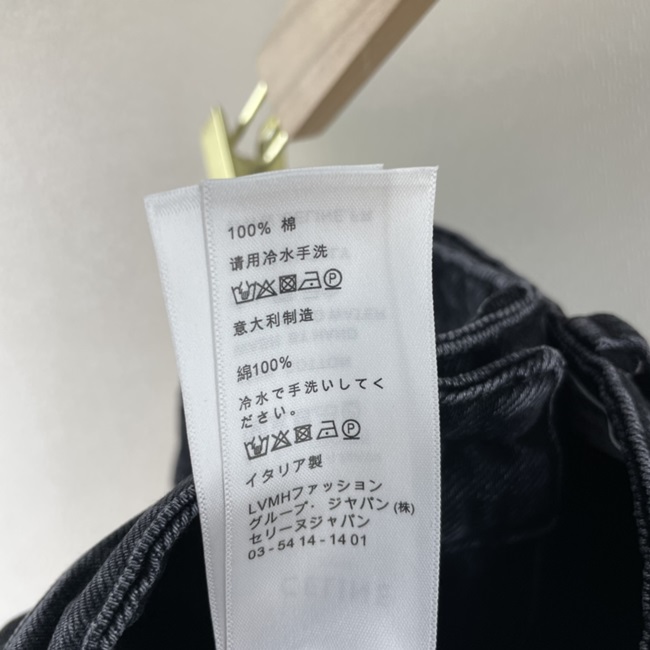 100% 棉
请用冷水手洗
P
意大利制造
綿100%
冷水で手洗いしてく
ださい。
P
イタリア製
LVMHファッション
グループ・ジャパン(株)
セリーヌジャパン
03-5414-1401
CELINE